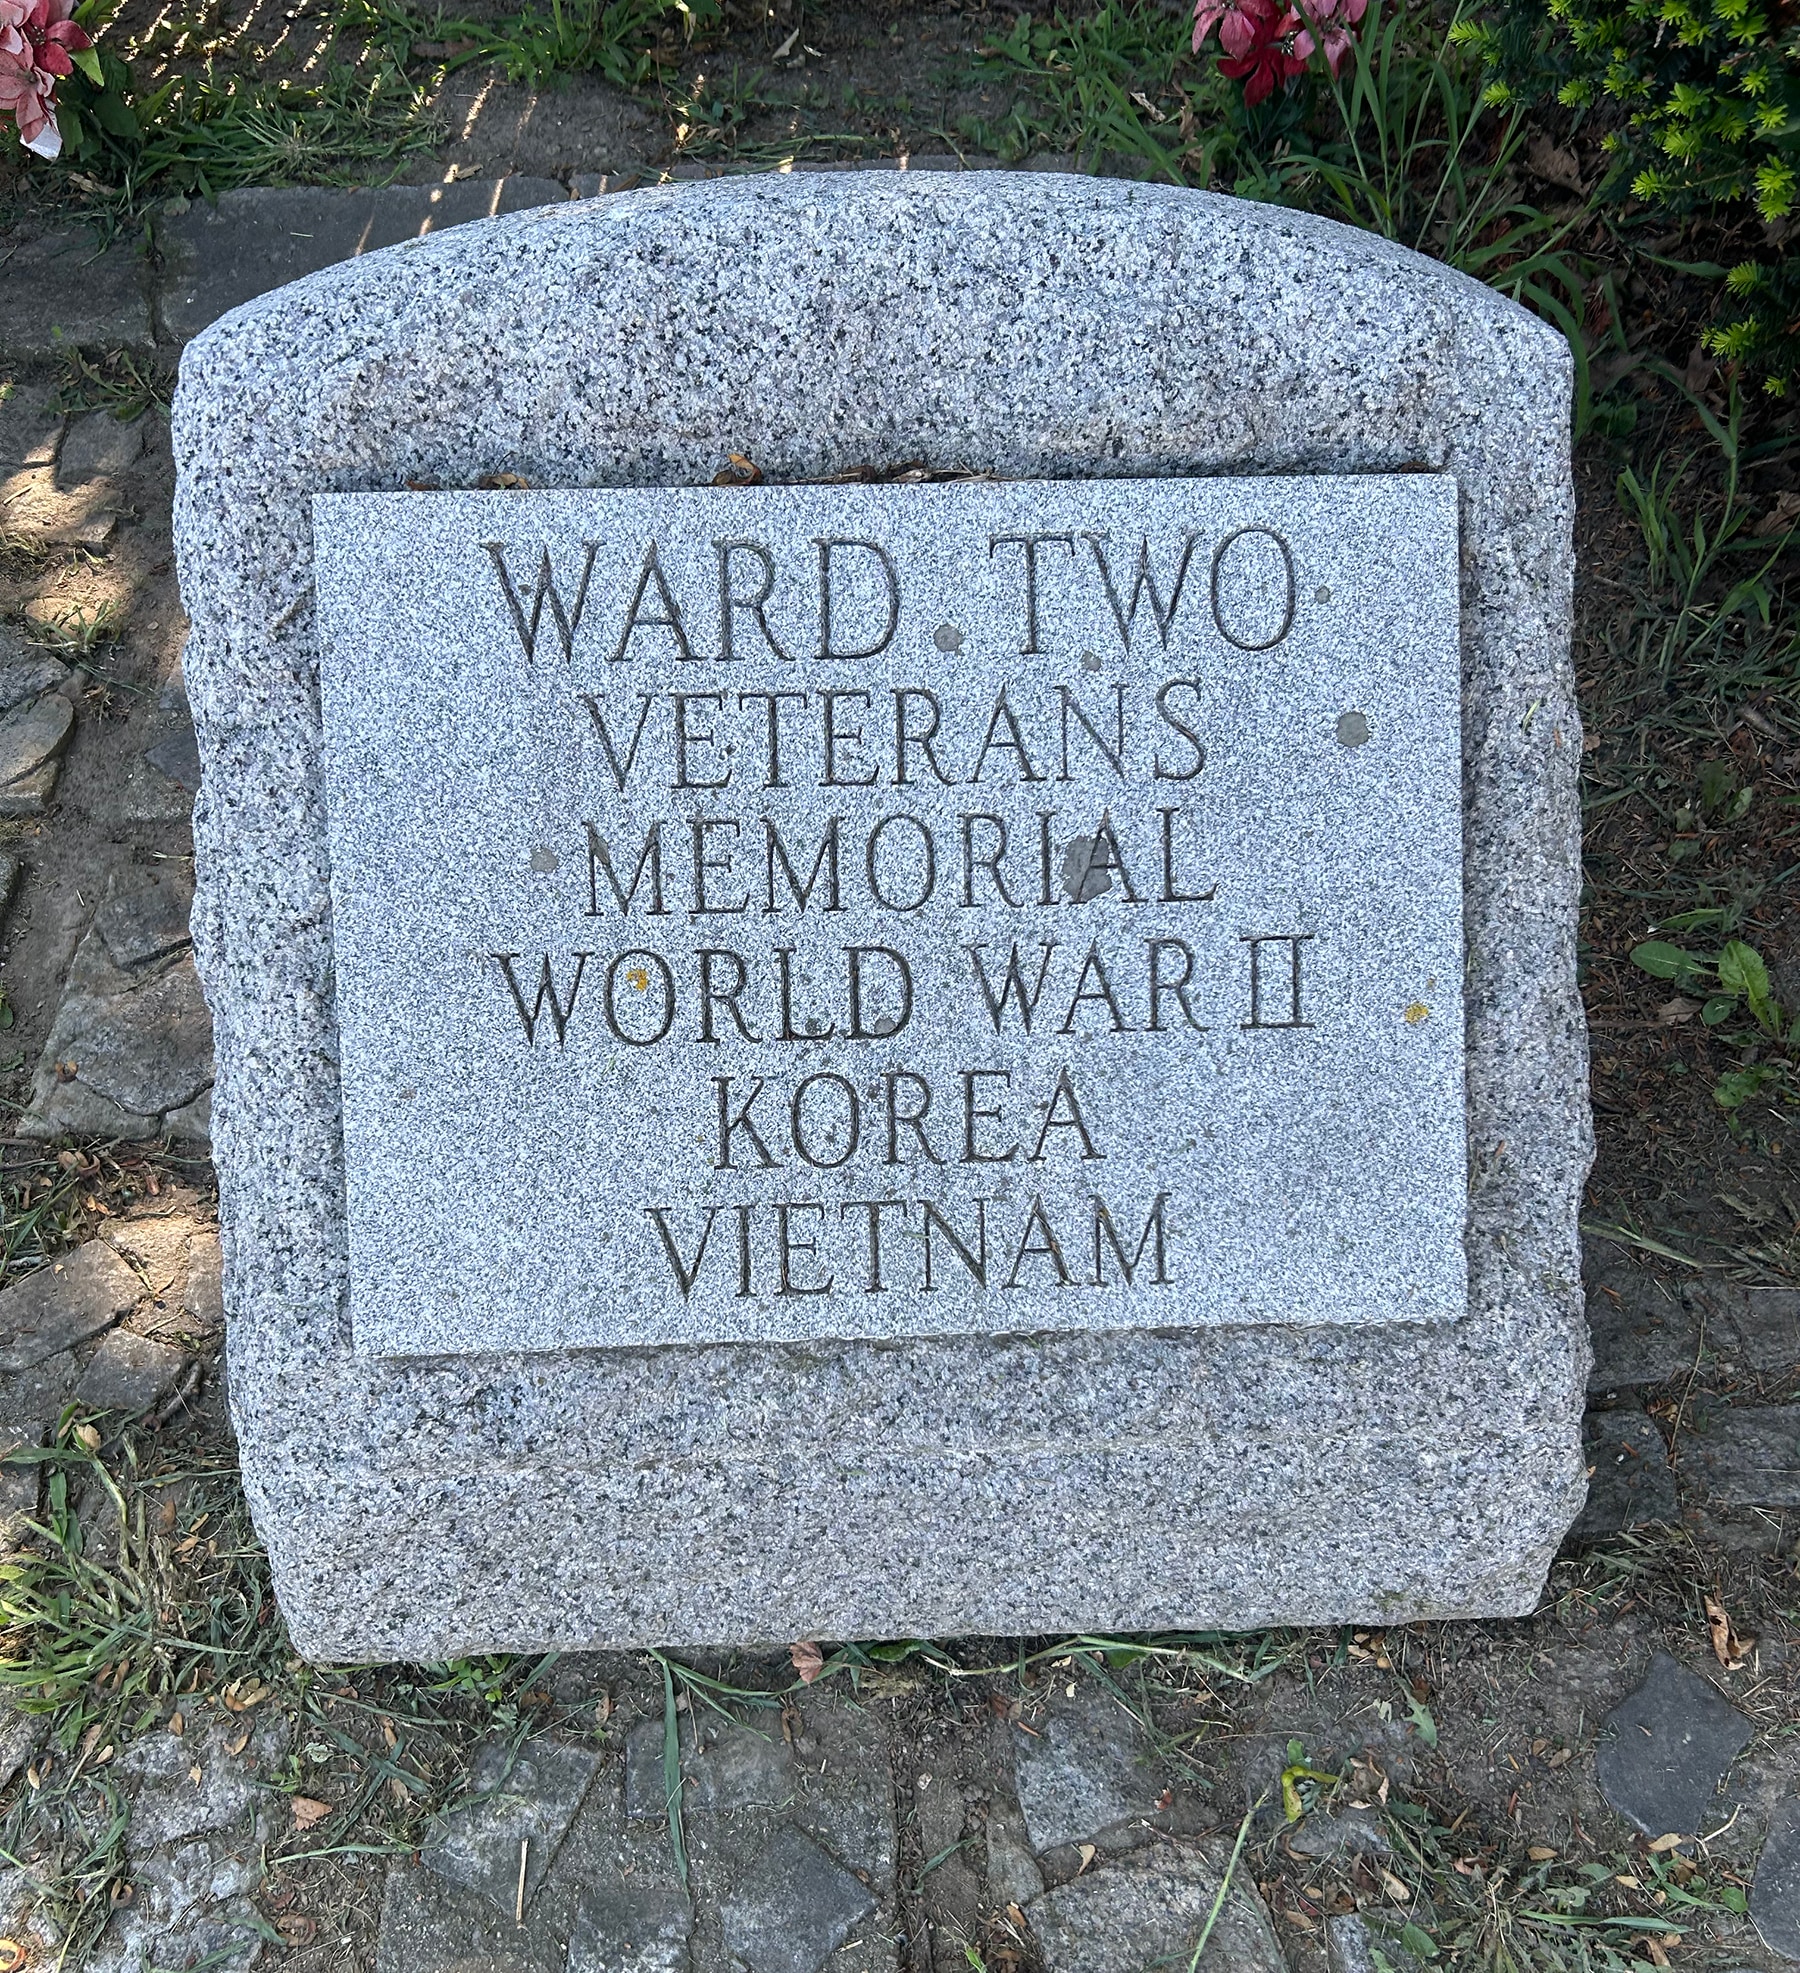 WARD TWO
VETERANS
MEMORIAL
WORLD WAR II
KOREA
VIETNAM